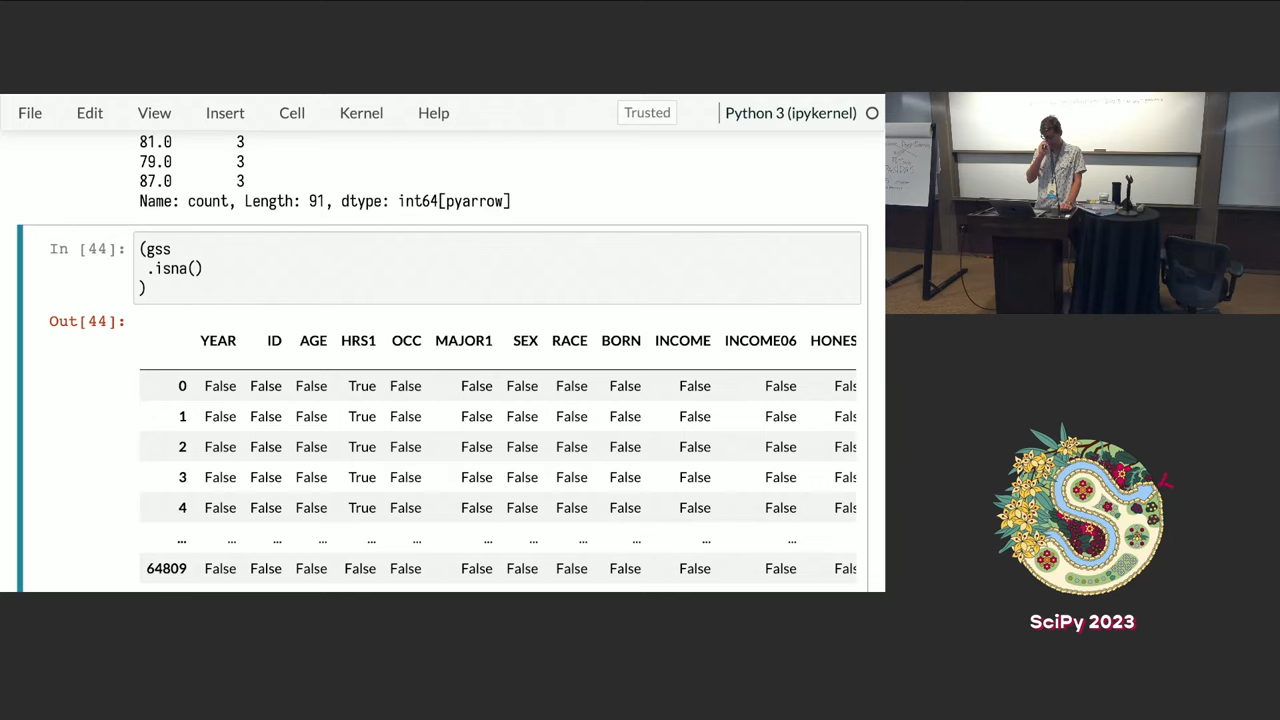 File Edit View Insert Cell Kernel Help Trusted Python 3 (ipykernel)
81.0 3
79.0 3
87.0 3
Name: count, Length: 91, dtype: int64[pyarrow]
In [44]: (gss
.isna()
)
Out[44]:
YEAR ID AGE HRS1 OCC MAJOR1 SEX RACE BORN INCOME INCOME06 HONES
0 False False False True False False False False False False False Fals
1 False False False True False False False False False False False Fals
2 False False False True False False False False False False False Fals
3 False False False True False False False False False False False Fals
4 False False False True False False False False False False False Fals
... ... ... ... ... ... ... ... ... ... ... ...
64809 False False False False False False False False False False False Fals
SciPy 2023